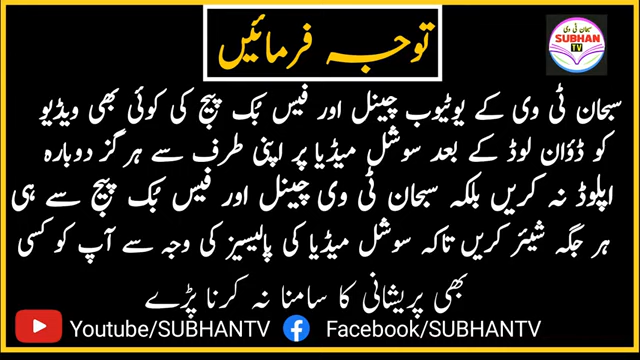 توجہ فرمائیں
سبحان ٹی وی
SUBHAN
TV
سبحان ٹی وی کے یوٹیوب چینل اور فیس بُک پیج کی کوئی بھی ویڈیو
کو ڈاؤن لوڈ کے بعد سوشل میڈیا پر اپنی طرف سے ہرگز دوبارہ
اپلوڈ نہ کریں بلکہ سبحان ٹی وی چینل اور فیس بُک پیج سے ہی
ہر جگہ شیئر کریں تاکہ سوشل میڈیا کی پالیسیز کی وجہ سے آپ کو کسی
بھی پریشانی کا سامنا نہ کرنا پڑے
Youtube/SUBHANTV Facebook/SUBHANTV